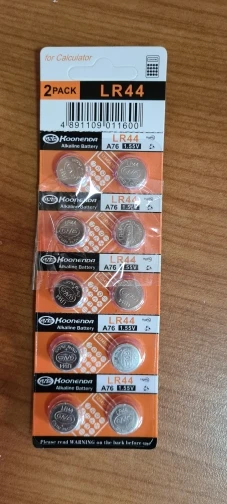 for Calculator
2PACK LR44
4 891109 011600
Koonenda LR44
Alkaline Battery A76 1.55V
Koonenda LR44
Alkaline Battery A76 1.55V
Koonenda LR44
Alkaline Battery A76 1.55V
Koonenda LR44
Alkaline Battery A76 1.55V
Koonenda LR44
Alkaline Battery A76 1.55V
Please read WARNING on the back before use